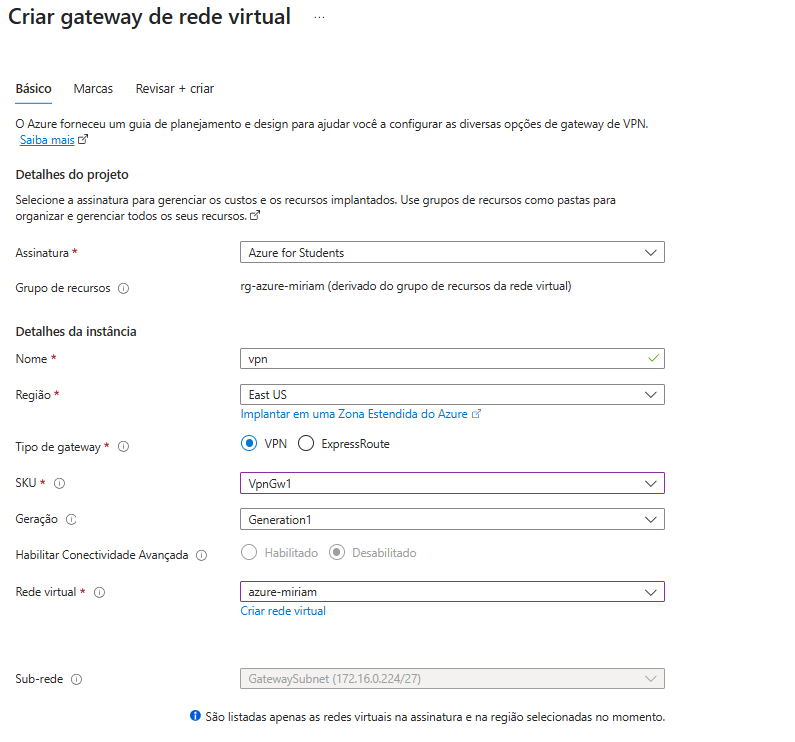 Criar gateway de rede virtual ...
Básico Marcas Revisar + criar
O Azure forneceu um guia de planejamento e design para ajudar você a configurar as diversas opções de gateway de VPN.
Saiba mais
Detalhes do projeto
Selecione a assinatura para gerenciar os custos e os recursos implantados. Use grupos de recursos como pastas para
organizar e gerenciar todos os seus recursos.
Assinatura * Azure for Students
Grupo de recursos rg-azure-miriam (derivado do grupo de recursos da rede virtual)
Detalhes da instância
Nome * vpn
Região * East US
Implantar em uma Zona Estendida do Azure
Tipo de gateway * VPN ExpressRoute
SKU * VpnGw1
Geração Generation1
Habilitar Conectividade Avançada Habilitado Desabilitado
Rede virtual * azure-miriam
Criar rede virtual
Sub-rede GatewaySubnet (172.16.0.224/27)
São listadas apenas as redes virtuais na assinatura e na região selecionadas no momento.